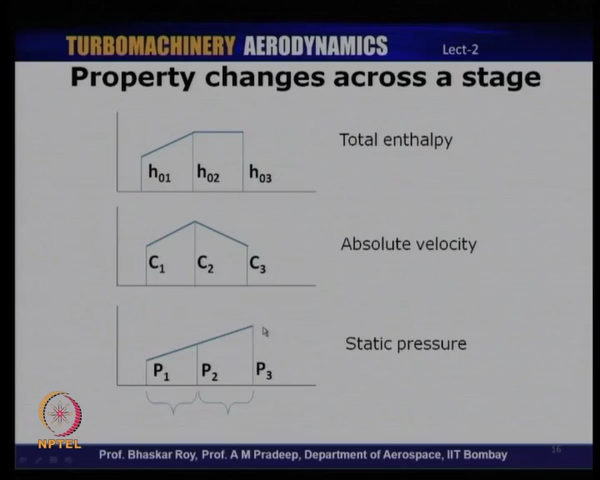 TURBOMACHINERY AERODYNAMICS Lect-2
Property changes across a stage
Total enthalpy
h01 h02 h03
Absolute velocity
C1 C2 C3
Static pressure
P1 P2 P3
NPTEL
Prof. Bhaskar Roy, Prof. A M Pradeep, Department of Aerospace, IIT Bombay
16